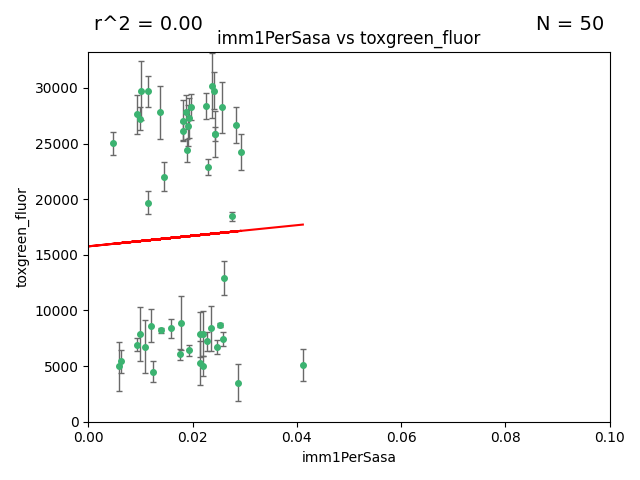 r^2 = 0.00
N = 50
imm1PerSasa vs toxgreen_fluor
toxgreen_fluor
30000
25000
20000
15000
10000
5000
0
0.00 0.02 0.04 0.06 0.08 0.10
imm1PerSasa